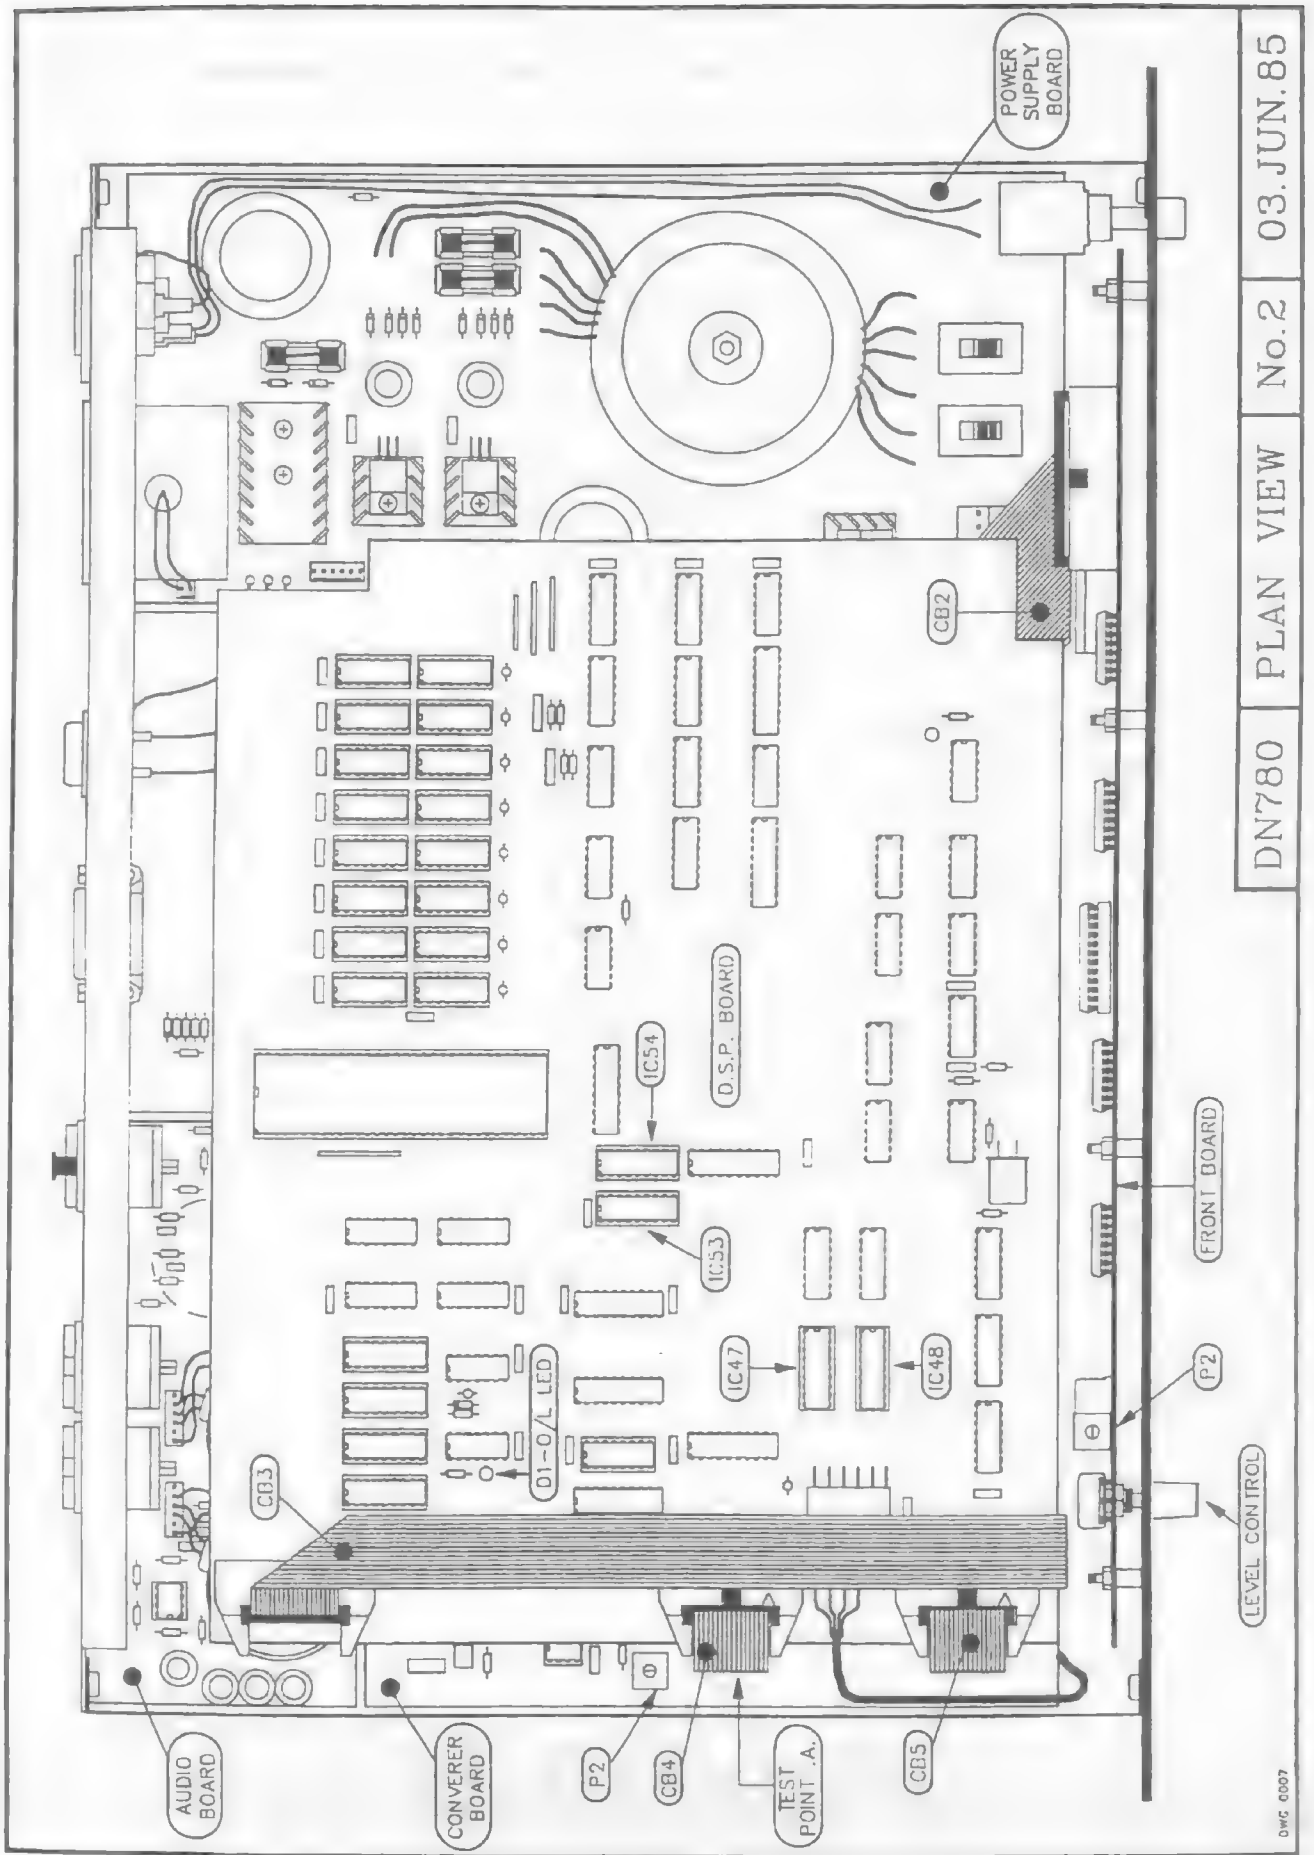 AUDIO
BOARD
CONVERER
BOARD
P2
CB4
TEST
POINT .A.
CB5
CB3
D1-O/L LED
IC47
IC48
IC53
IC54
D.S.P. BOARD
CB2
POWER
SUPPLY
BOARD
LEVEL CONTROL
P2
FRONT BOARD
DWG 0007
DN780
PLAN VIEW
No.2
03.JUN.85